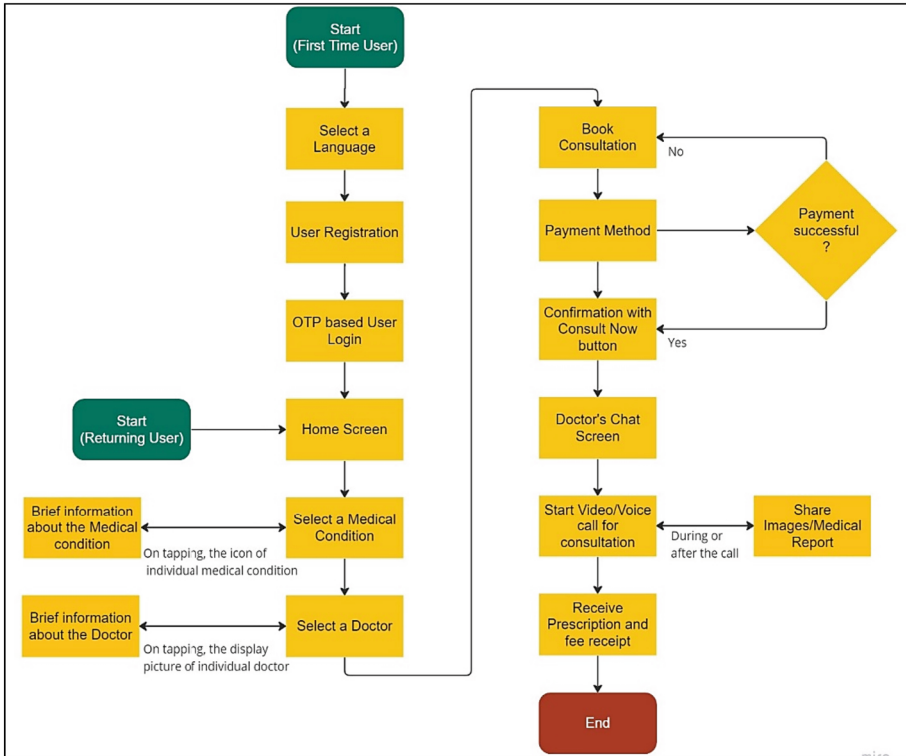 Start
(First Time User)
Select a
Language
User Registration
OTP based User
Login
Start
(Returning User)
Home Screen
Brief information
about the Medical
condition
On tapping, the icon of
individual medical condition
Select a Medical
Condition
Brief information
about the Doctor
On tapping, the display
picture of individual doctor
Select a Doctor
Book
Consultation
No
Payment Method
Payment
successful
?
Confirmation with
Consult Now
button
Yes
Doctor's Chat
Screen
Start Video/Voice
call for
consultation
During or
after the call
Share
Images/Medical
Report
Receive
Prescription and
fee receipt
End
miro